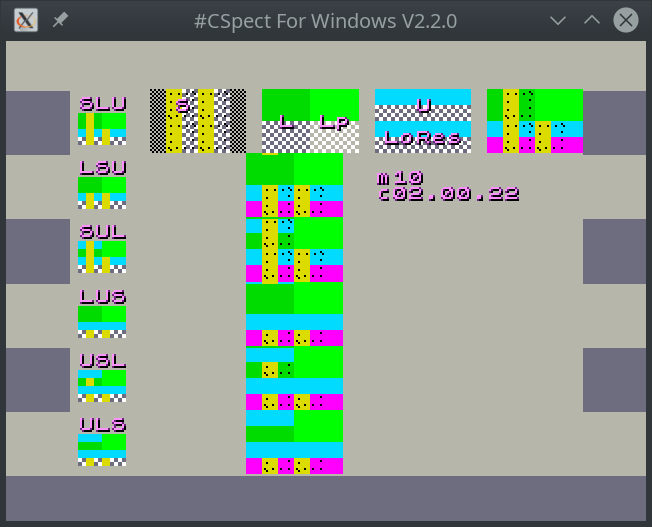 #CSpect For Windows V2.2.0
SLU
S
L Lp
U
LoRes
LSU
m10
c02.00.22
SUL
LUS
USL
ULS